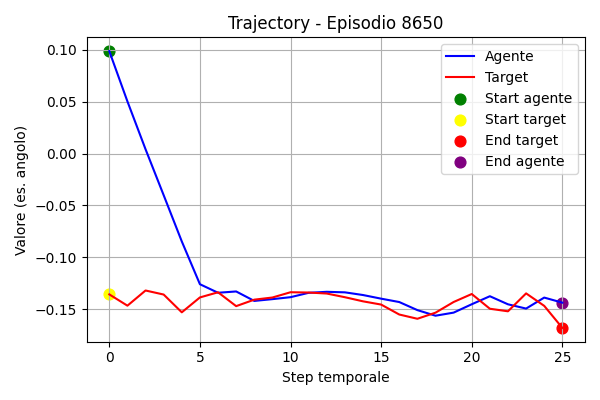 Trajectory - Episodio 8650
Valore (es. angolo)
0.10
0.05
0.00
−0.05
−0.10
−0.15
Agente
Target
Start agente
Start target
End target
End agente
0 5 10 15 20 25
Step temporale